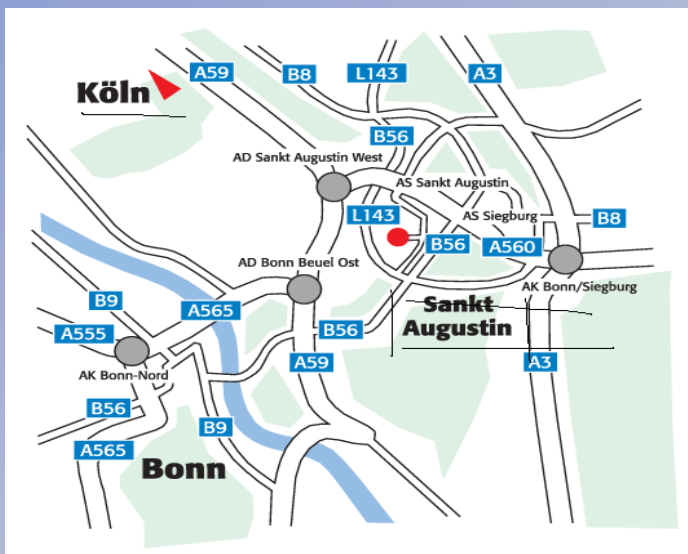 A59
B8
L143
A3
Köln
B56
AD Sankt Augustin West
AS Sankt Augustin
L143
AS Siegburg
B8
B56
A560
AD Bonn Beuel Ost
AK Bonn/Siegburg
B9
A565
Sankt
Augustin
A555
B56
A59
A3
AK Bonn-Nord
B56
B9
A565
Bonn